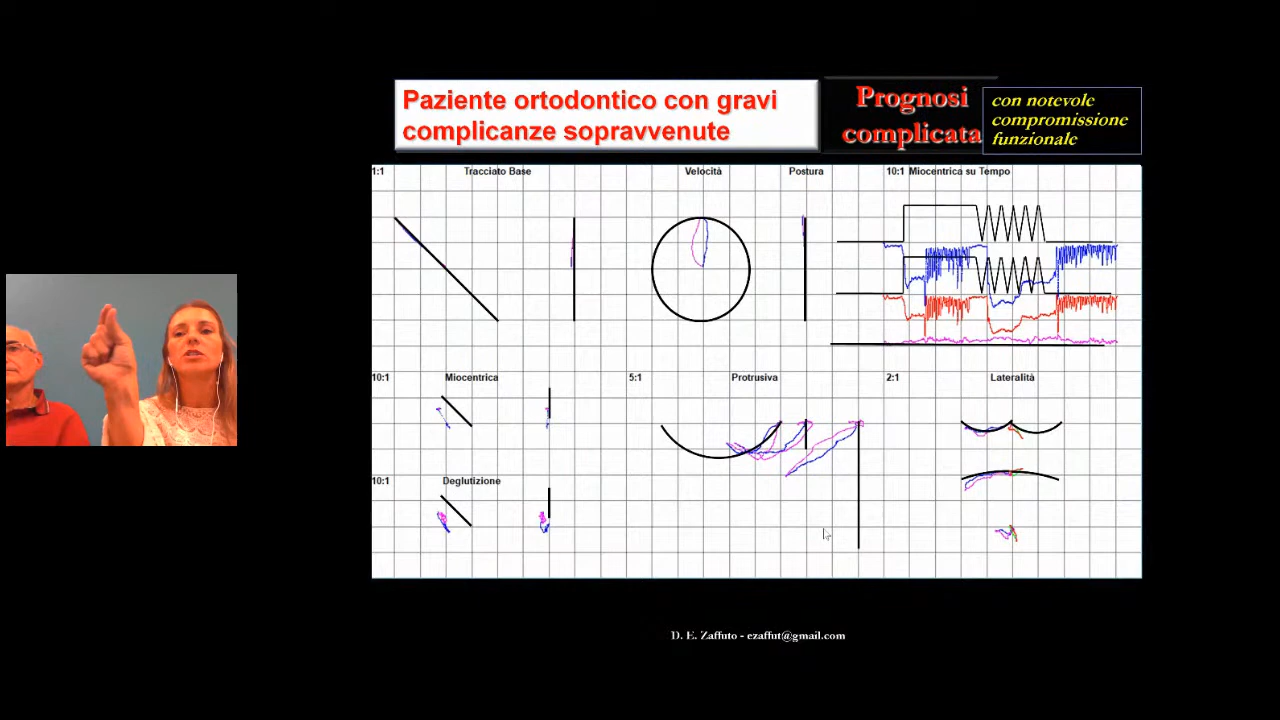 Paziente ortodontico con gravi
complicanze sopravvenute
Prognosi
complicata
con notevole
compromissione
funzionale
1:1 Tracciato Base Velocità Postura 10:1 Miocentrica su Tempo
10:1 Miocentrica 5:1 Protrusiva 2:1 Lateralità
10:1 Deglutizione
D. E. Zaffuto - ezaffut@gmail.com